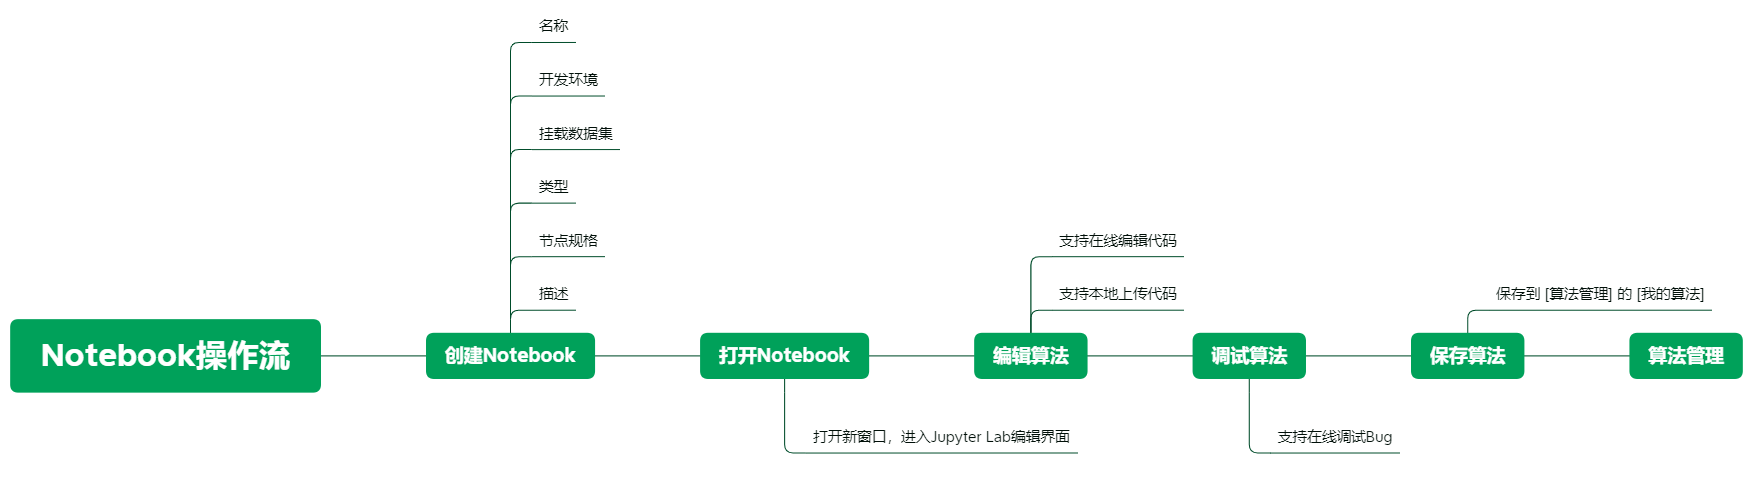 名称
开发环境
挂载数据集
类型
节点规格
描述
支持在线编辑代码
支持本地上传代码
保存到 [算法管理] 的 [我的算法]
Notebook操作流
创建Notebook
打开Notebook
编辑算法
调试算法
保存算法
算法管理
打开新窗口，进入Jupyter Lab编辑界面
支持在线调试Bug